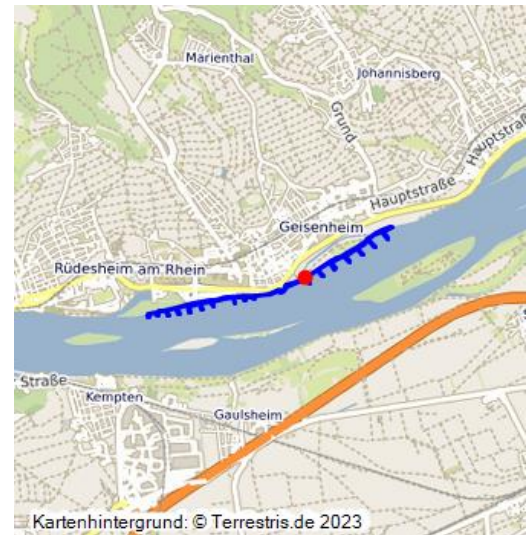 Marienthal
Johannisberg
Grund
Hauptstraße
Hauptstraße
Geisenheim
Rüdesheim am Rhein
Straße
Kempten
Gaulsheim
Kartenhintergrund: © Terrestris.de 2023